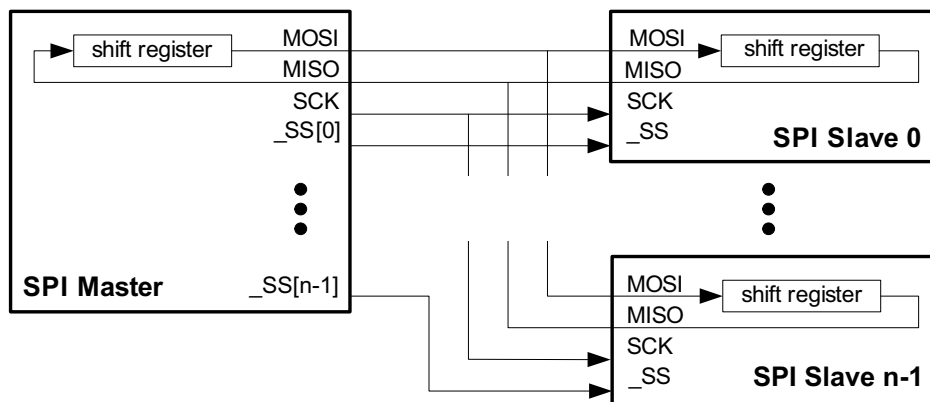 shift register
MOSI
MISO
SCK
_SS[0]
SPI Master
_SS[n-1]
MOSI
shift register
MISO
SCK
_SS
SPI Slave 0
MOSI
shift register
MISO
SCK
_SS
SPI Slave n-1